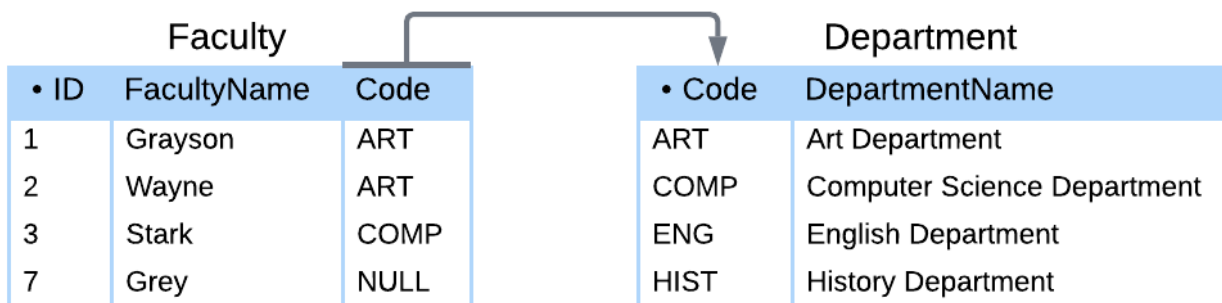 Faculty
Department
• ID FacultyName Code
• Code DepartmentName
1 Grayson ART
ART Art Department
2 Wayne ART
COMP Computer Science Department
3 Stark COMP
ENG English Department
7 Grey NULL
HIST History Department